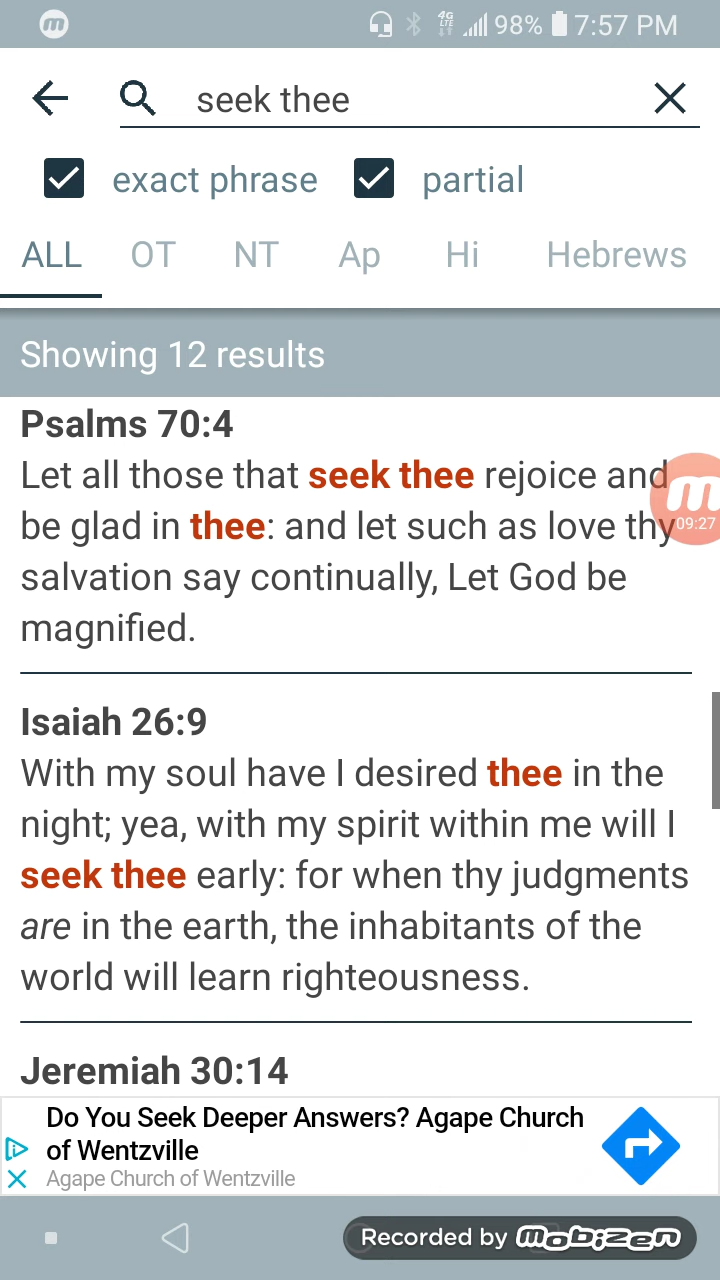 98% 7:57 PM
seek thee
exact phrase partial
ALL OT NT Ap Hi Hebrews
Showing 12 results
Psalms 70:4
Let all those that seek thee rejoice and
be glad in thee: and let such as love thy
salvation say continually, Let God be
magnified.
09:27
Isaiah 26:9
With my soul have I desired thee in the
night; yea, with my spirit within me will I
seek thee early: for when thy judgments
are in the earth, the inhabitants of the
world will learn righteousness.
Jeremiah 30:14
Do You Seek Deeper Answers? Agape Church
of Wentzville
Agape Church of Wentzville
Recorded by mobizen